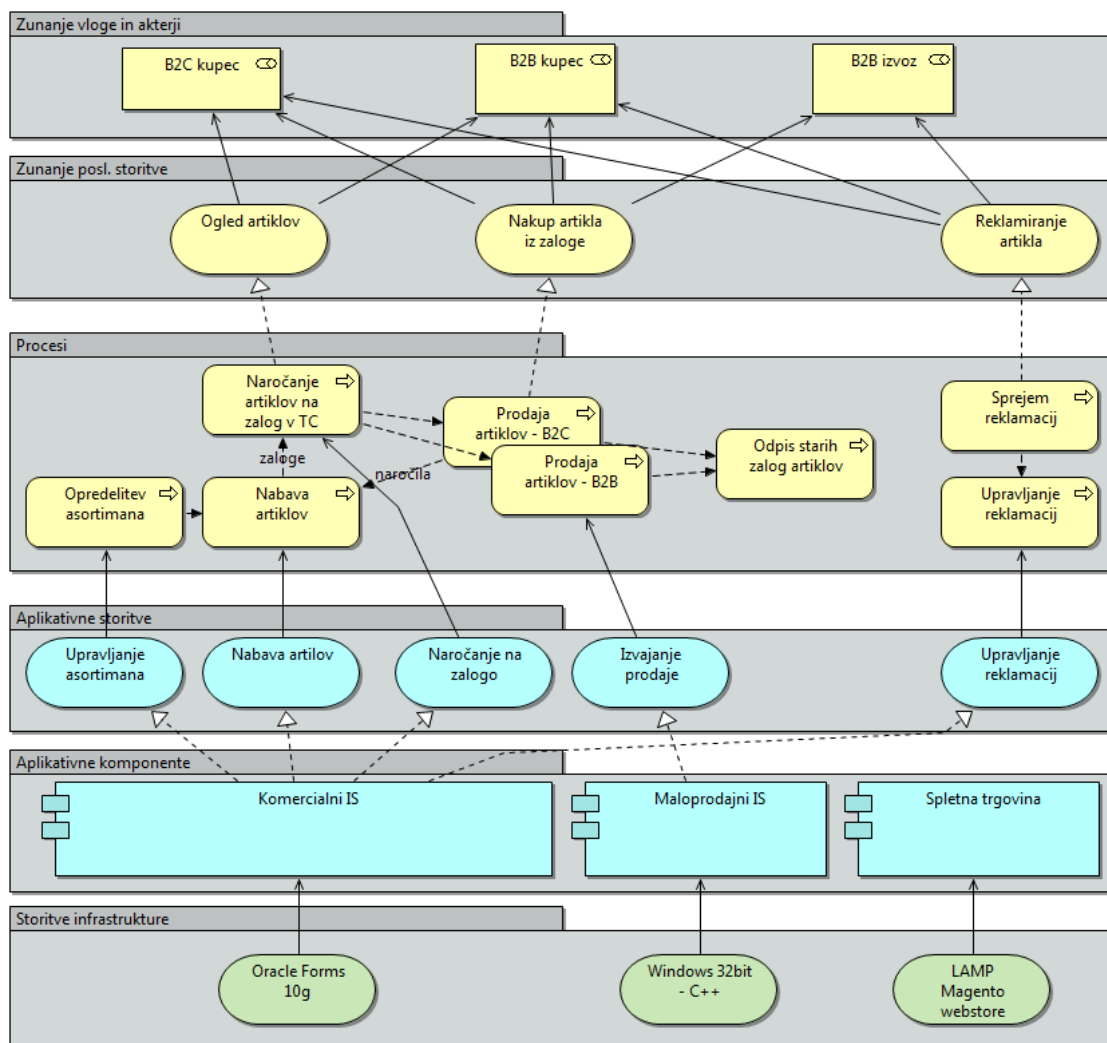 Zunanje vloge in akterji
B2C kupec
B2B kupec
B2B izvoz
Zunanje posl. storitve
Ogled artiklov
Nakup artikla
iz zaloge
Reklamiranje
artikla
Procesi
Naročanje
artiklov na
zalog v TC
Prodaja
artiklov - B2C
Prodaja
artiklov - B2B
Odpis starih
zalog artiklov
Sprejem
reklamacij
zaloge
naročila
Opredelitev
asortimana
Nabava
artiklov
Upravljanje
reklamacij
Aplikativne storitve
Upravljanje
asortimana
Nabava artilov
Naročanje na
zalogo
Izvajanje
prodaje
Upravljanje
reklamacij
Aplikativne komponente
Komercialni IS
Maloprodajni IS
Spletna trgovina
Storitve infrastrukture
Oracle Forms
10g
Windows 32bit
- C++
LAMP
Magento
webstore